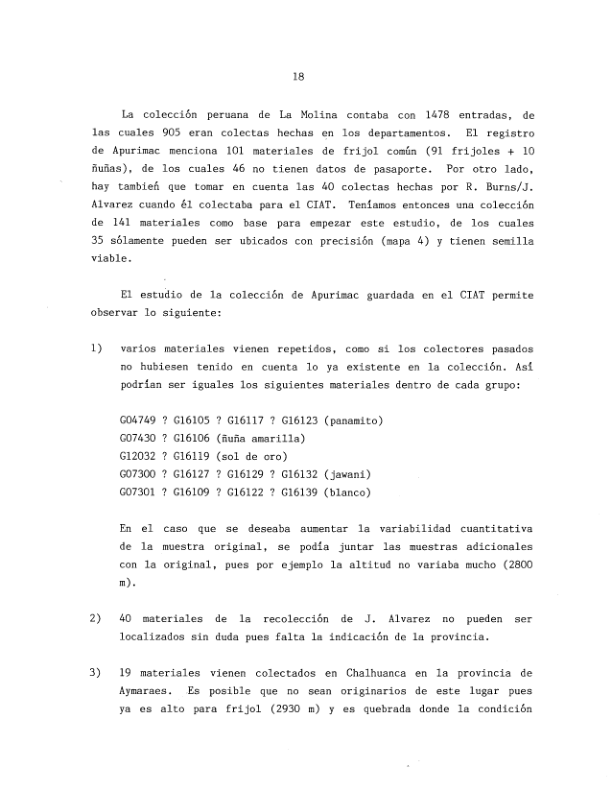 18
La colección peruana de La Molina contaba con 1478 entradas, de
las cuales 905 eran colectas hechas en los departamentos. El registro
de Apurimac menciona 101 materiales de frijol común (91 frijoles + 10
ñuñas), de los cuales 46 no tienen datos de pasaporte. Por otro lado,
hay también que tomar en cuenta las 40 colectas hechas por R. Burns/J.
Alvarez cuando él colectaba para el CIAT. Teníamos entonces una colección
de 141 materiales como base para empezar este estudio, de los cuales
35 sólamente pueden ser ubicados con precisión (mapa 4) y tienen semilla
viable.
El estudio de la colección de Apurimac guardada en el CIAT permite
observar lo siguiente:
1) varios materiales vienen repetidos, como si los colectores pasados
no hubiesen tenido en cuenta lo ya existente en la colección. Así
podrían ser iguales los siguientes materiales dentro de cada grupo:
G04749 ? G16105 ? G16117 ? G16123 (panamito)
G07430 ? G16106 (ñuña amarilla)
G12032 ? G16119 (sol de oro)
G07300 ? G16127 ? G16129 ? G16132 (jawani)
G07301 ? G16109 ? G16122 ? G16139 (blanco)
En el caso que se deseaba aumentar la variabilidad cuantitativa
de la muestra original, se podía juntar las muestras adicionales
con la original, pues por ejemplo la altitud no variaba mucho (2800
m).
2) 40 materiales de la recolección de J. Alvarez no pueden ser
localizados sin duda pues falta la indicación de la provincia.
3) 19 materiales vienen colectados en Chalhuanca en la provincia de
Aymaraes. Es posible que no sean originarios de este lugar pues
ya es alto para frijol (2930 m) y es quebrada donde la condición